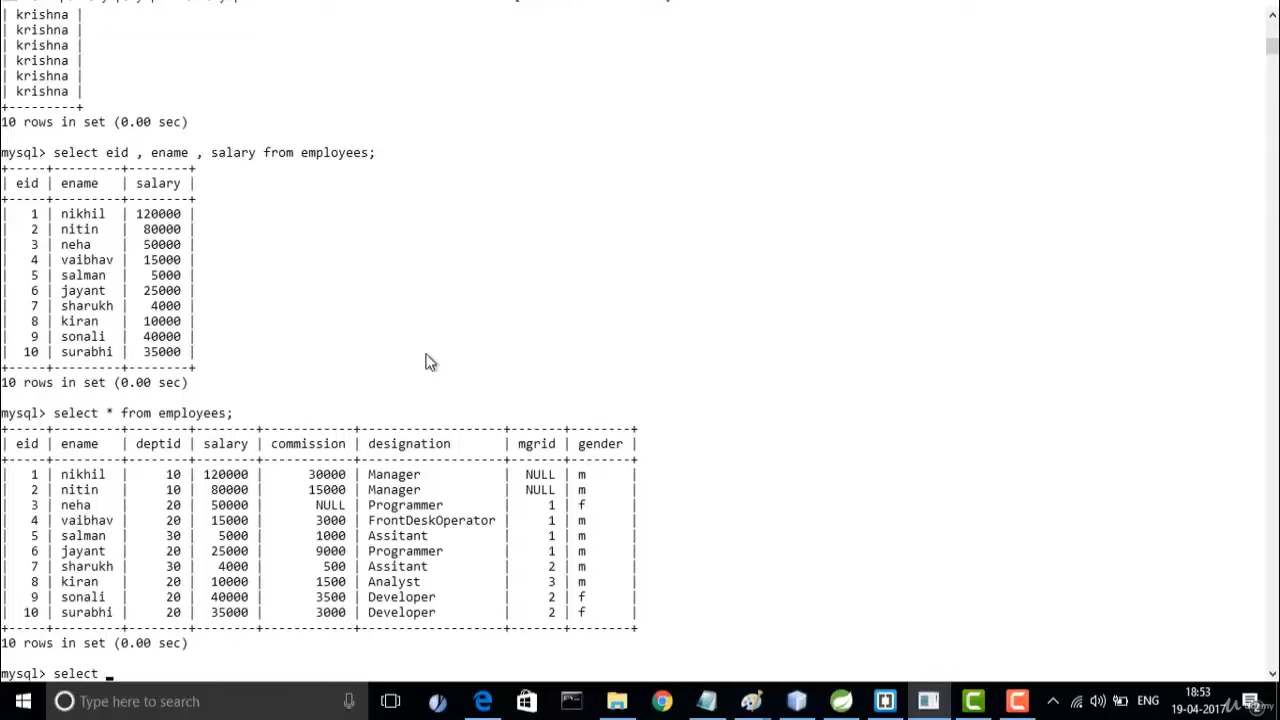 | krishna |
| krishna |
| krishna |
| krishna |
| krishna |
| krishna |
+---------+
10 rows in set (0.00 sec)
mysql> select eid , ename , salary from employees;
+-----+---------+--------+
| eid | ename   | salary |
+-----+---------+--------+
|   1 | nikhil  | 120000 |
|   2 | nitin   |  80000 |
|   3 | neha    |  50000 |
|   4 | vaibhav |  15000 |
|   5 | salman  |   5000 |
|   6 | jayant  |  25000 |
|   7 | sharukh |   4000 |
|   8 | kiran   |  10000 |
|   9 | sonali  |  40000 |
|  10 | surabhi |  35000 |
+-----+---------+--------+
10 rows in set (0.00 sec)
mysql> select * from employees;
+-----+---------+--------+--------+------------+-------------------+-------+--------+
| eid | ename   | deptid | salary | commission | designation       | mgrid | gender |
+-----+---------+--------+--------+------------+-------------------+-------+--------+
|   1 | nikhil  |     10 | 120000 |      30000 | Manager           |  NULL | m      |
|   2 | nitin   |     10 |  80000 |      15000 | Manager           |  NULL | m      |
|   3 | neha    |     20 |  50000 |       NULL | Programmer        |     1 | f      |
|   4 | vaibhav |     20 |  15000 |       3000 | FrontDeskOperator |     1 | m      |
|   5 | salman  |     30 |   5000 |       1000 | Assitant          |     1 | m      |
|   6 | jayant  |     20 |  25000 |       9000 | Programmer        |     1 | m      |
|   7 | sharukh |     30 |   4000 |        500 | Assitant          |     2 | m      |
|   8 | kiran   |     20 |  10000 |       1500 | Analyst           |     3 | m      |
|   9 | sonali  |     20 |  40000 |       3500 | Developer         |     2 | f      |
|  10 | surabhi |     20 |  35000 |       3000 | Developer         |     2 | f      |
+-----+---------+--------+--------+------------+-------------------+-------+--------+
10 rows in set (0.00 sec)
mysql> select _
Type here to search
ENG
18:53
19-04-2017